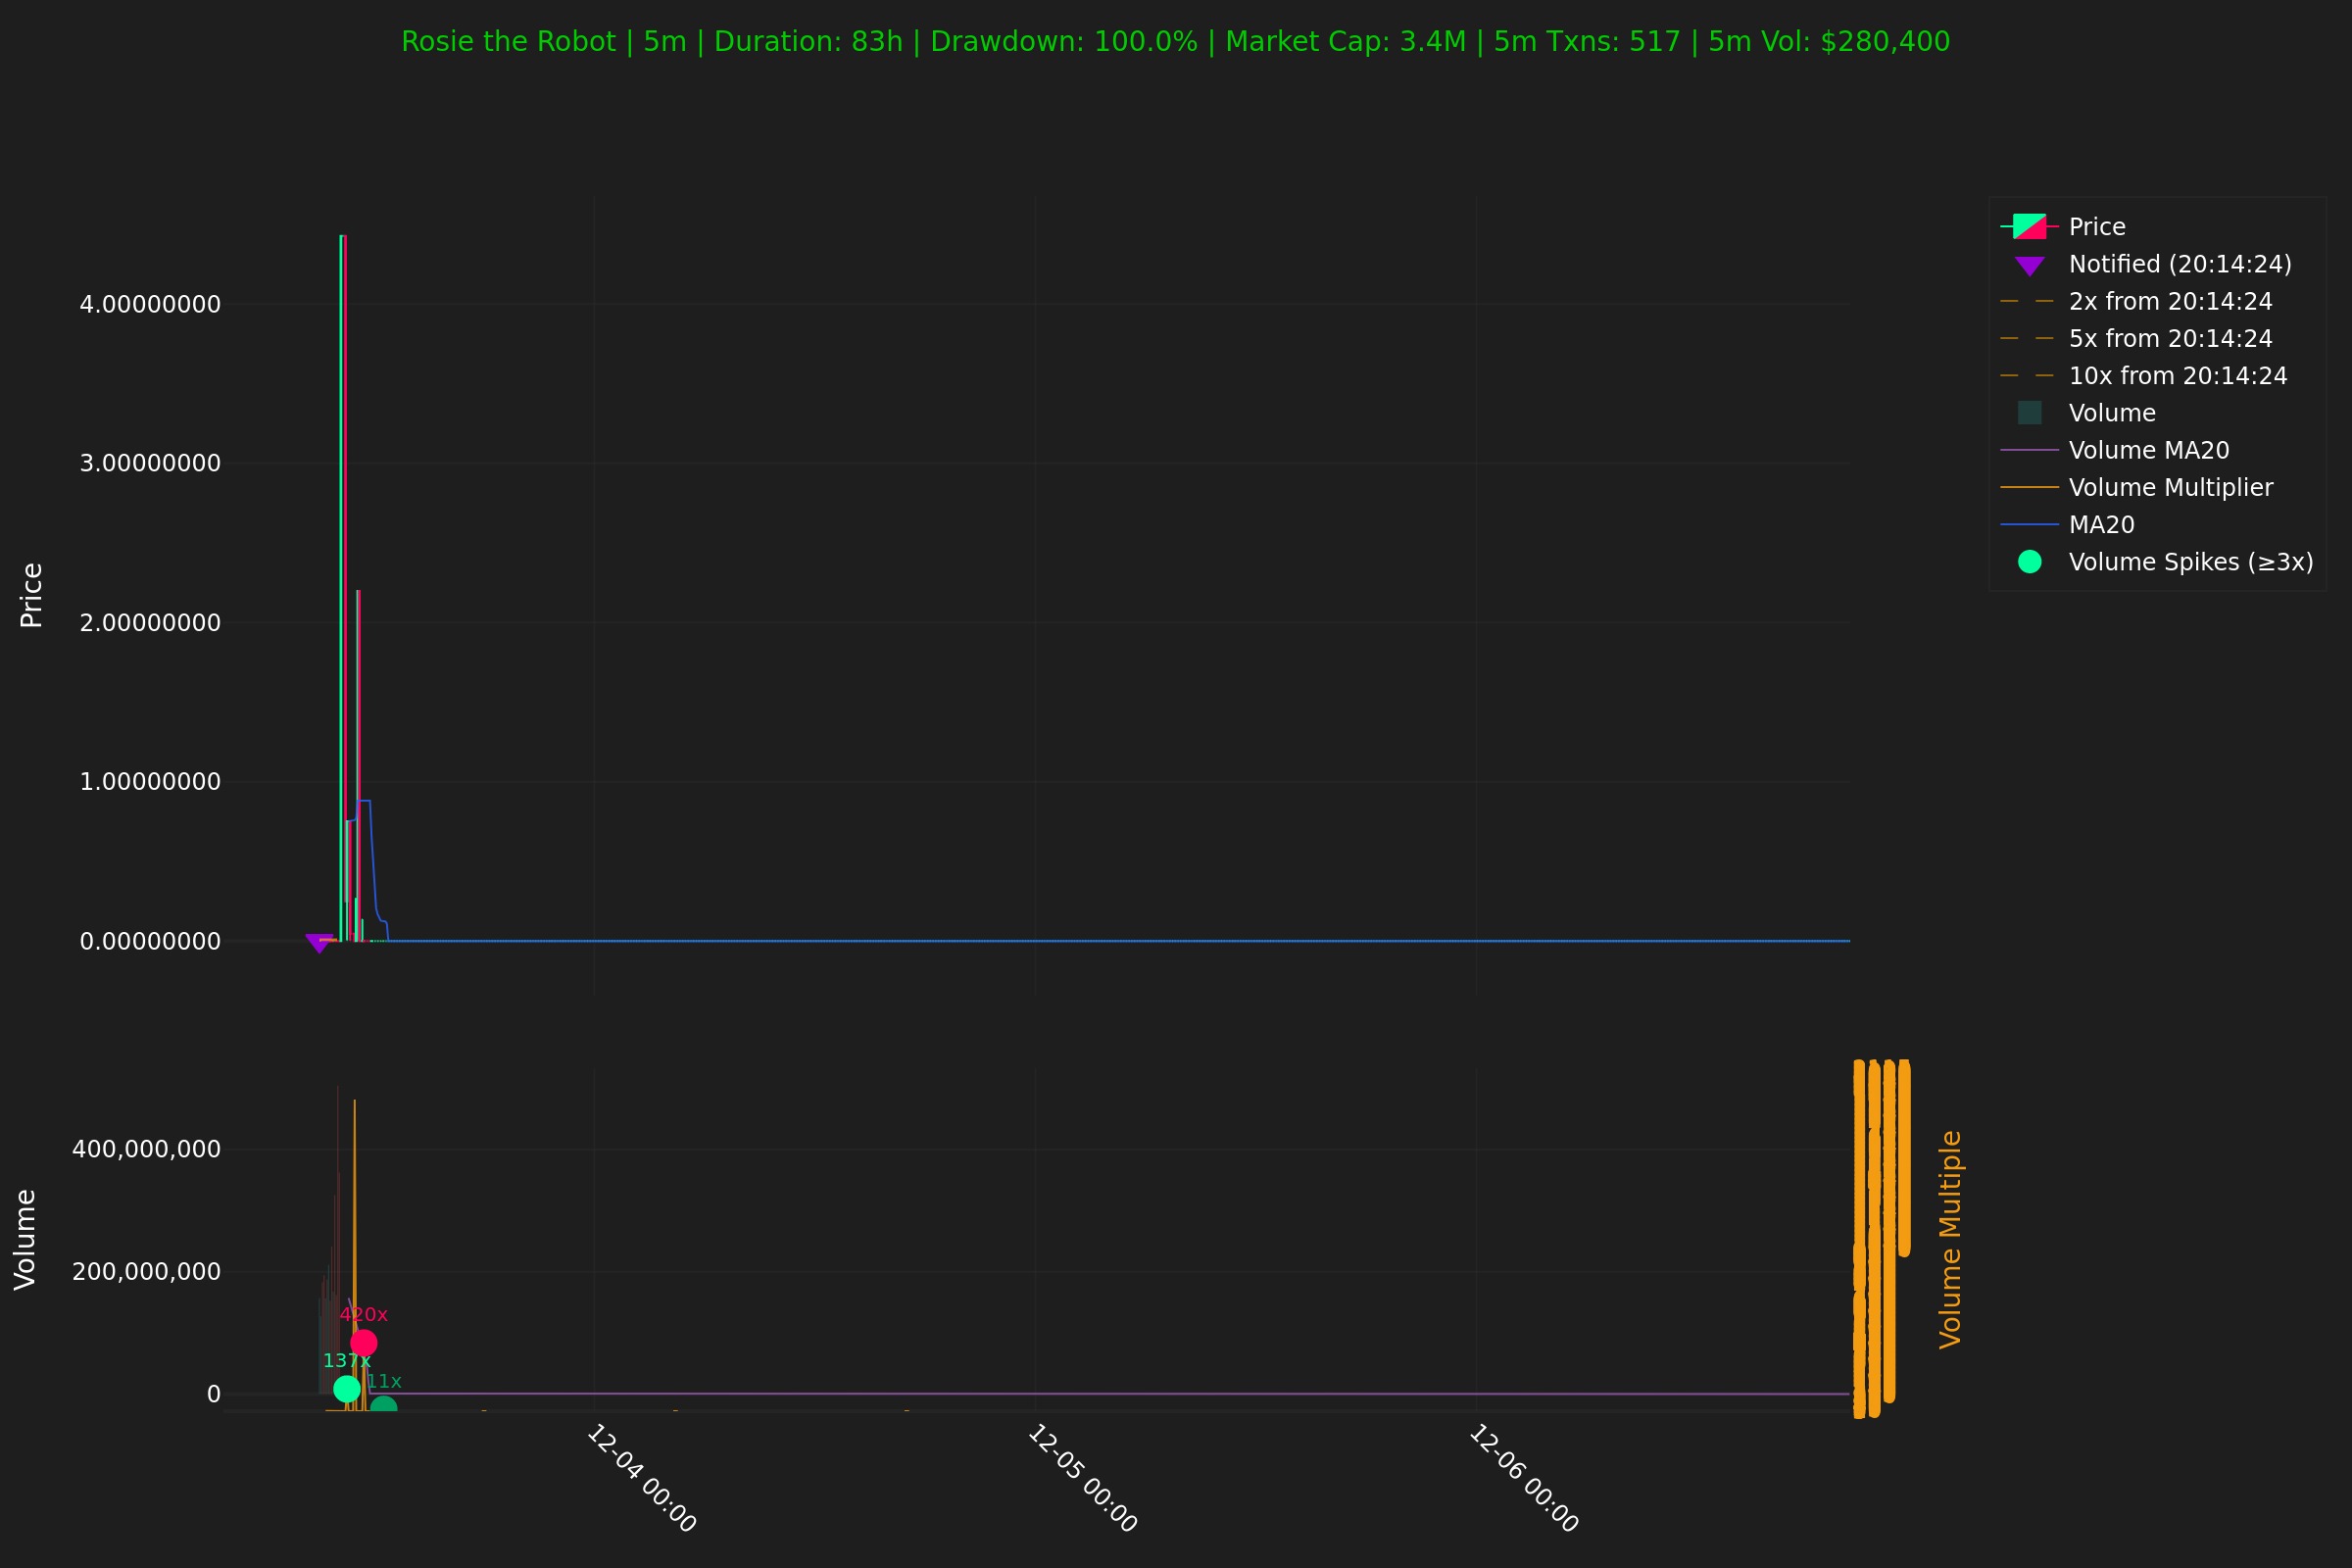 Rosie the Robot | 5m | Duration: 83h | Drawdown: 100.0% | Market Cap: 3.4M | 5m Txns: 517 | 5m Vol: $280,400
Price
4.00000000
3.00000000
2.00000000
1.00000000
0.00000000
Price
Notified (20:14:24)
2x from 20:14:24
5x from 20:14:24
10x from 20:14:24
Volume
Volume MA20
Volume Multiplier
MA20
Volume Spikes (≥3x)
Volume
400,000,000
200,000,000
0
420x
137x
11x
Volume Multiple
12-04 00:00
12-05 00:00
12-06 00:00